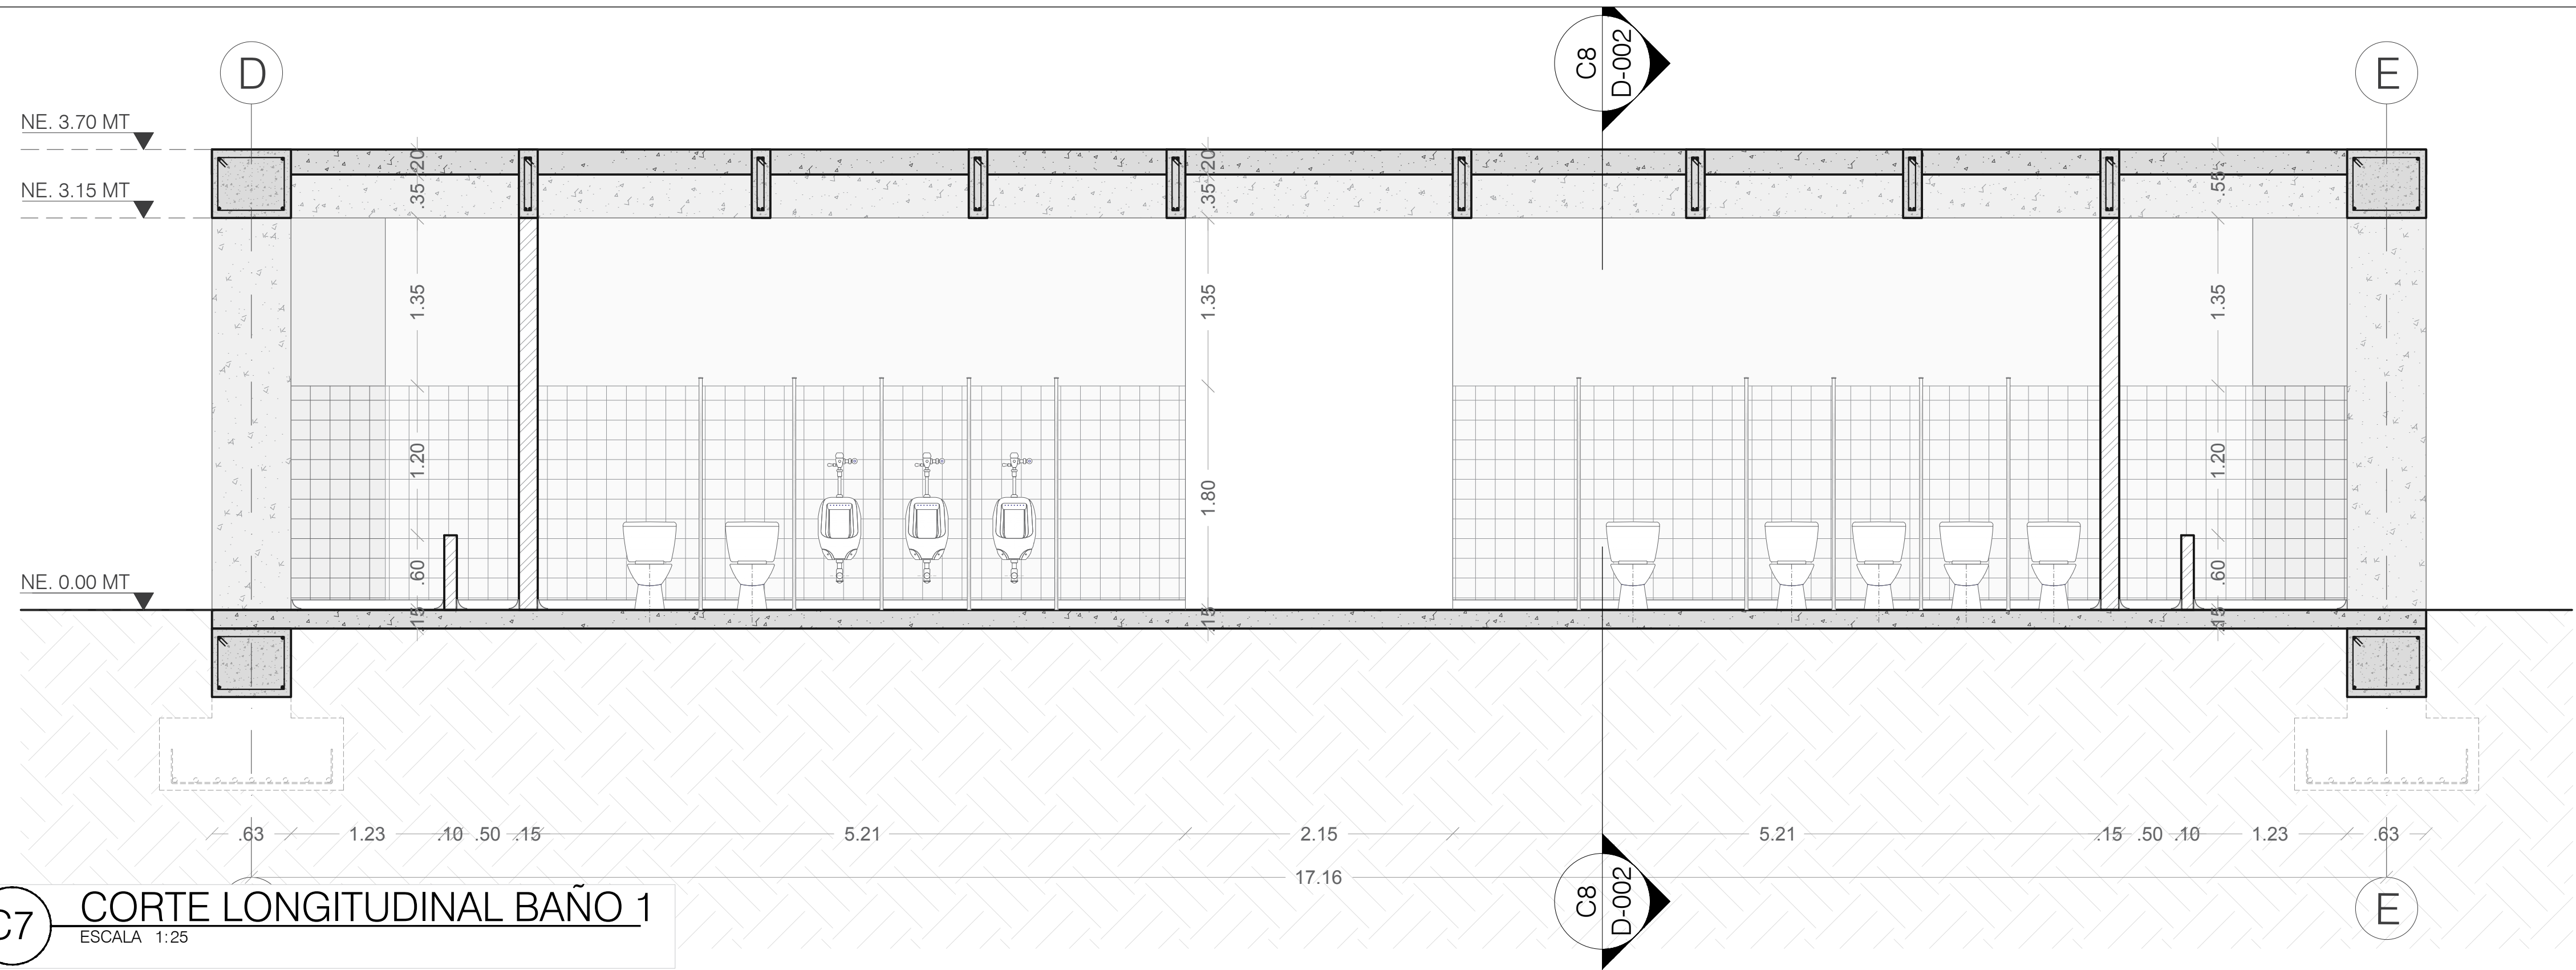 D
C8
D-002
E
NE. 3.70 MT
NE. 3.15 MT
.20
.35
.20
.35
.55
1.35
1.35
1.35
1.20
1.80
1.20
NE. 0.00 MT
.60
.60
.15
.15
.15
.63 1.23 .10 .50 .15 5.21 2.15 5.21 .15 .50 .10 1.23 .63
17.16
C8
D-002
E
C7
CORTE LONGITUDINAL BAÑO 1
ESCALA 1:25